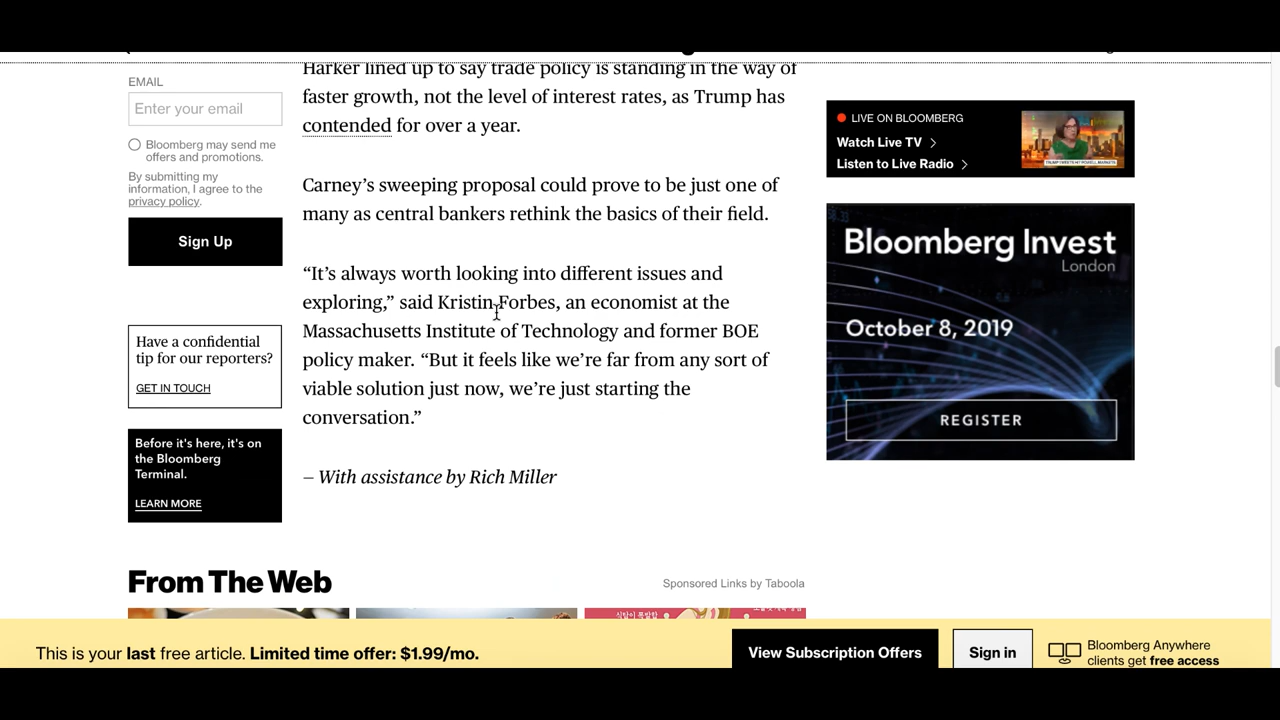 EMAIL
Enter your email
Bloomberg may send me
offers and promotions.
By submitting my
information, I agree to the
privacy policy.
Sign Up
Have a confidential
tip for our reporters?
GET IN TOUCH
Before it's here, it's on
the Bloomberg
Terminal.
LEARN MORE
Harker lined up to say trade policy is standing in the way of
faster growth, not the level of interest rates, as Trump has
contended for over a year.
Carney’s sweeping proposal could prove to be just one of
many as central bankers rethink the basics of their field.
“It’s always worth looking into different issues and
exploring,” said Kristin Forbes, an economist at the
Massachusetts Institute of Technology and former BOE
policy maker. “But it feels like we’re far from any sort of
viable solution just now, we’re just starting the
conversation.”
– With assistance by Rich Miller
LIVE ON BLOOMBERG
Watch Live TV
Listen to Live Radio
Bloomberg Invest
London
October 8, 2019
REGISTER
From The Web
Sponsored Links by Taboola
This is your last free article. Limited time offer: $1.99/mo.
View Subscription Offers
Sign in
Bloomberg Anywhere
clients get free access